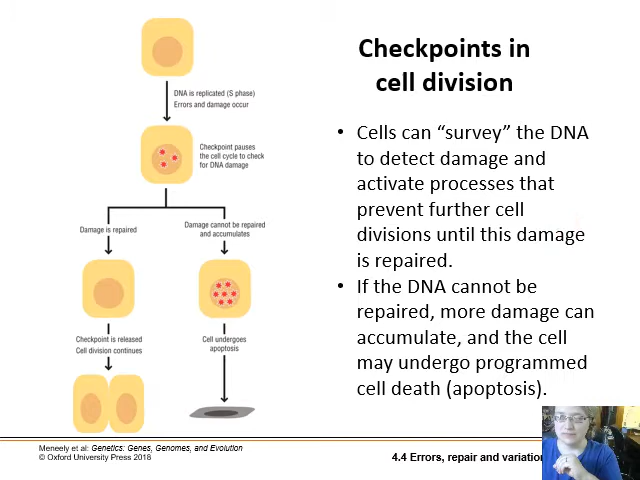 Checkpoints in
cell division
DNA is replicated (S phase)
Errors and damage occur
Checkpoint pauses
the cell cycle to check
for DNA damage
Damage is repaired
Damage cannot be repaired
and accumulates
Checkpoint is released
Cell division continues
Cell undergoes
apoptosis
• Cells can “survey” the DNA
to detect damage and
activate processes that
prevent further cell
divisions until this damage
is repaired.
• If the DNA cannot be
repaired, more damage can
accumulate, and the cell
may undergo programmed
cell death (apoptosis).
Meneely et al: Genetics: Genes, Genomes, and Evolution
© Oxford University Press 2018
4.4 Errors, repair and variation